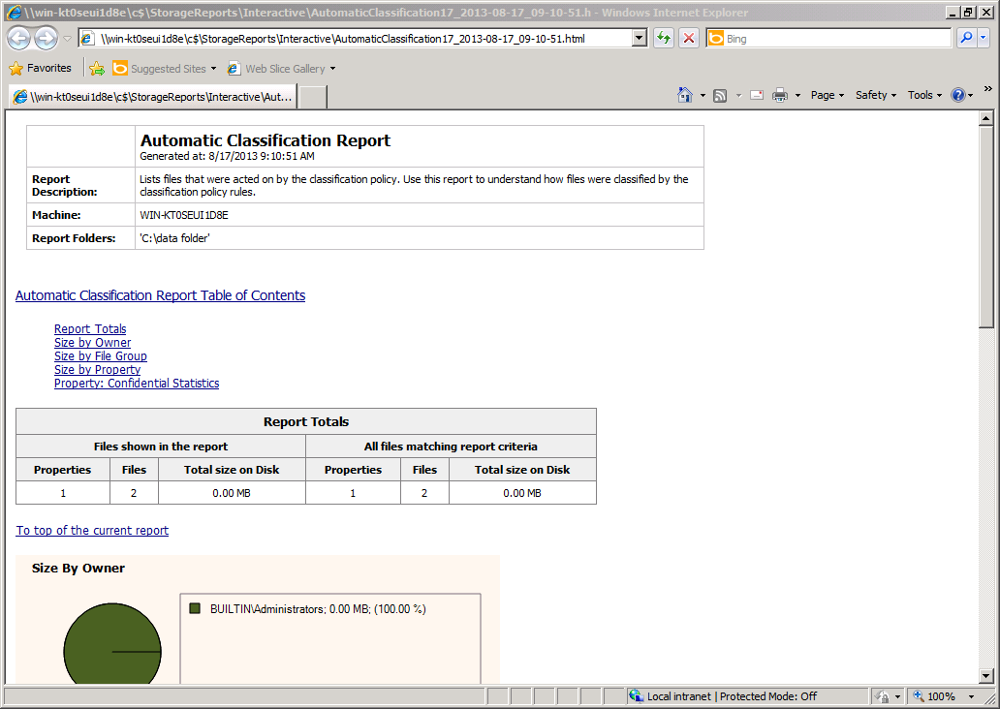 \\win-kt0seui1d8e\c$\StorageReports\Interactive\AutomaticClassification17_2013-08-17_09-10-51.h - Windows Internet Explorer
\\win-kt0seui1d8e\c$\StorageReports\Interactive\AutomaticClassification17_2013-08-17_09-10-51.html
Bing
Favorites
Suggested Sites
Web Slice Gallery
\\win-kt0seui1d8e\c$\StorageReports\Interactive\Aut...
Page
Safety
Tools
Automatic Classification Report
Generated at: 8/17/2013 9:10:51 AM
Report Description:
Lists files that were acted on by the classification policy. Use this report to understand how files were classified by the
classification policy rules.
Machine:
WIN-KT0SEUI1D8E
Report Folders:
'C:\data folder'
Automatic Classification Report Table of Contents
Report Totals
Size by Owner
Size by File Group
Size by Property
Property: Confidential Statistics
Report Totals
Files shown in the report
All files matching report criteria
Properties Files Total size on Disk Properties Files Total size on Disk
1 2 0.00 MB 1 2 0.00 MB
To top of the current report
Size By Owner
BUILTIN\Administrators; 0.00 MB; (100.00 %)
Local intranet | Protected Mode: Off
100%